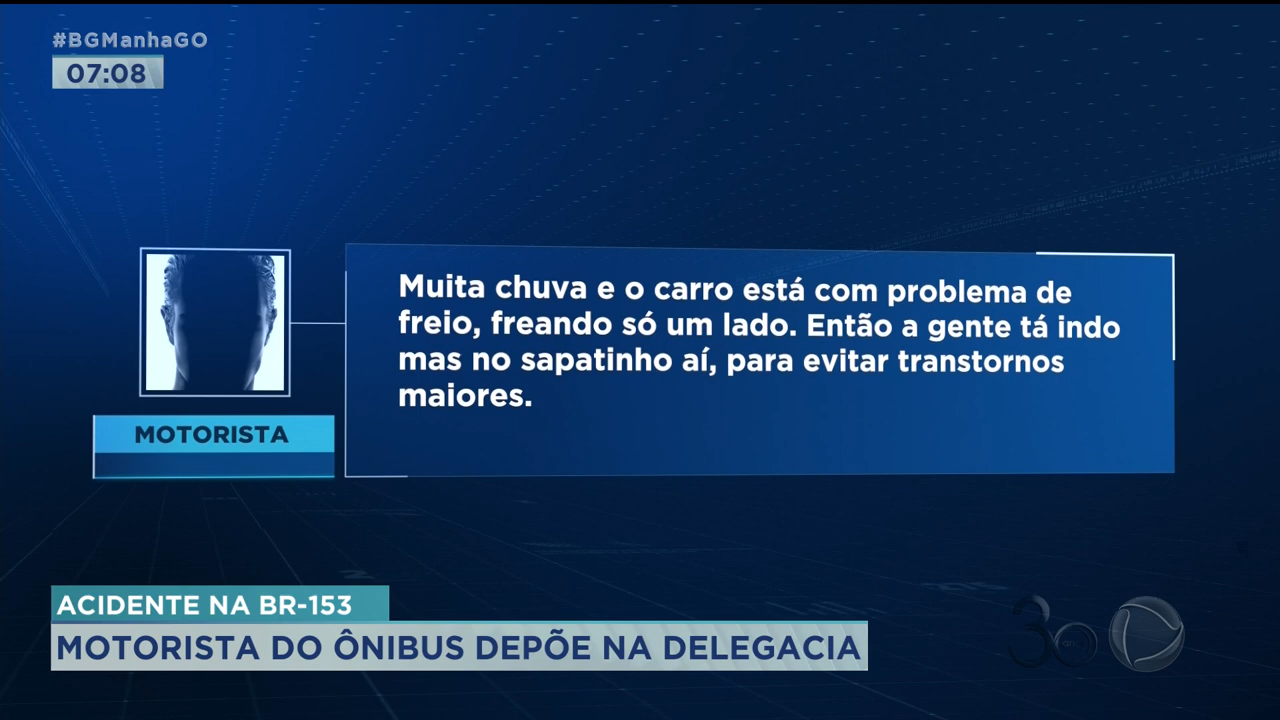 #BGManhaGO
07:08
Muita chuva e o carro está com problema de
freio, freando só um lado. Então a gente tá indo
mas no sapatinho aí, para evitar transtornos
maiores.
MOTORISTA
ACIDENTE NA BR-153
MOTORISTA DO ÔNIBUS DEPÕE NA DELEGACIA
30